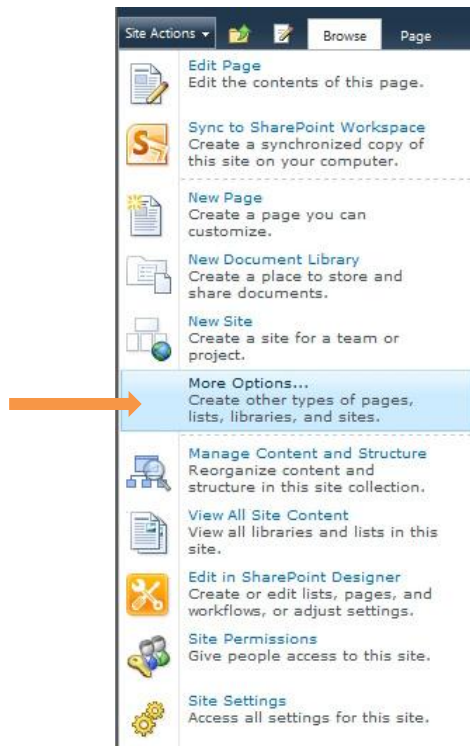 Site Actions
Browse
Page
Edit Page
Edit the contents of this page.
Sync to SharePoint Workspace
Create a synchronized copy of
this site on your computer.
New Page
Create a page you can
customize.
New Document Library
Create a place to store and
share documents.
New Site
Create a site for a team or
project.
More Options...
Create other types of pages,
lists, libraries, and sites.
Manage Content and Structure
Reorganize content and
structure in this site collection.
View All Site Content
View all libraries and lists in this
site.
Edit in SharePoint Designer
Create or edit lists, pages, and
workflows, or adjust settings.
Site Permissions
Give people access to this site.
Site Settings
Access all settings for this site.